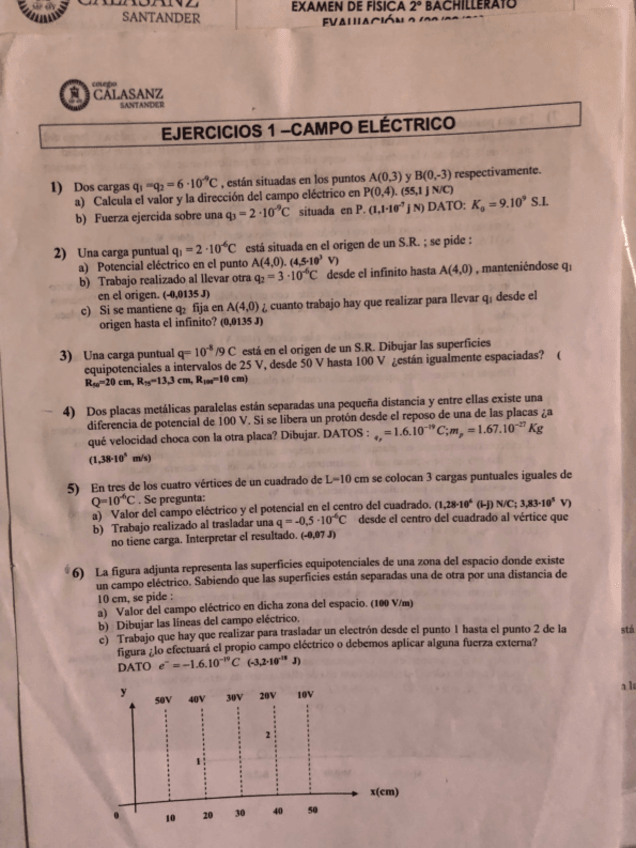 CALASANZ
SANTANDER
EXAMEN DE FÍSICA 2º BACHILLERATO
EVALUACIÓN
colegio
CALASANZ
SANTANDER
EJERCICIOS 1 –CAMPO ELÉCTRICO
1) Dos cargas q₁ =q₂ = 6 ·10⁻⁹C , están situadas en los puntos A(0,3) y B(0,-3) respectivamente.
a) Calcula el valor y la dirección del campo eléctrico en P(0,4). (55,1 j N/C)
b) Fuerza ejercida sobre una q₃ = 2 ·10⁻⁹C situada en P. (1,1·10⁻⁷ j N) DATO: K₀ = 9.10⁹ S.I.
2) Una carga puntual q₁ = 2 ·10⁻⁶C está situada en el origen de un S.R. ; se pide :
a) Potencial eléctrico en el punto A(4,0). (4,5·10³ V)
b) Trabajo realizado al llevar otra q₂ = 3 ·10⁻⁶C desde el infinito hasta A(4,0) , manteniéndose q₁
en el origen. (-0,0135 J)
c) Si se mantiene q₂ fija en A(4,0) ¿ cuanto trabajo hay que realizar para llevar q₁ desde el
origen hasta el infinito? (0,0135 J)
3) Una carga puntual q= 10⁻⁸/9 C está en el origen de un S.R. Dibujar las superficies
equipotenciales a intervalos de 25 V, desde 50 V hasta 100 V ¿están igualmente espaciadas? (
R₅₀=20 cm, R₇₅=13,3 cm, R₁₀₀=10 cm)
4) Dos placas metálicas paralelas están separadas una pequeña distancia y entre ellas existe una
diferencia de potencial de 100 V. Si se libera un protón desde el reposo de una de las placas ¿a
qué velocidad choca con la otra placa? Dibujar. DATOS : = 1.6.10⁻¹⁹ C; mₚ = 1.67.10⁻²⁷ Kg
(1,38·10⁵ m/s)
5) En tres de los cuatro vértices de un cuadrado de L=10 cm se colocan 3 cargas puntuales iguales de
Q=10⁻⁶C . Se pregunta:
a) Valor del campo eléctrico y el potencial en el centro del cuadrado. (1,28·10⁶ (i-j) N/C; 3,83·10⁵ V)
b) Trabajo realizado al trasladar una q = -0,5 ·10⁻⁶C desde el centro del cuadrado al vértice que
no tiene carga. Interpretar el resultado. (-0,07 J)
6) La figura adjunta representa las superficies equipotenciales de una zona del espacio donde existe
un campo eléctrico. Sabiendo que las superficies están separadas una de otra por una distancia de
10 cm, se pide :
a) Valor del campo eléctrico en dicha zona del espacio. (100 V/m)
b) Dibujar las líneas del campo eléctrico.
c) Trabajo que hay que realizar para trasladar un electrón desde el punto 1 hasta el punto 2 de la
figura ¿lo efectuará el propio campo eléctrico o debemos aplicar alguna fuerza externa?
DATO e⁻ = −1.6.10⁻¹⁹ C (-3,2·10⁻¹⁸ J)
y
50V 40V 30V 20V 10V
2
1
x(cm)
0 10 20 30 40 50
stá